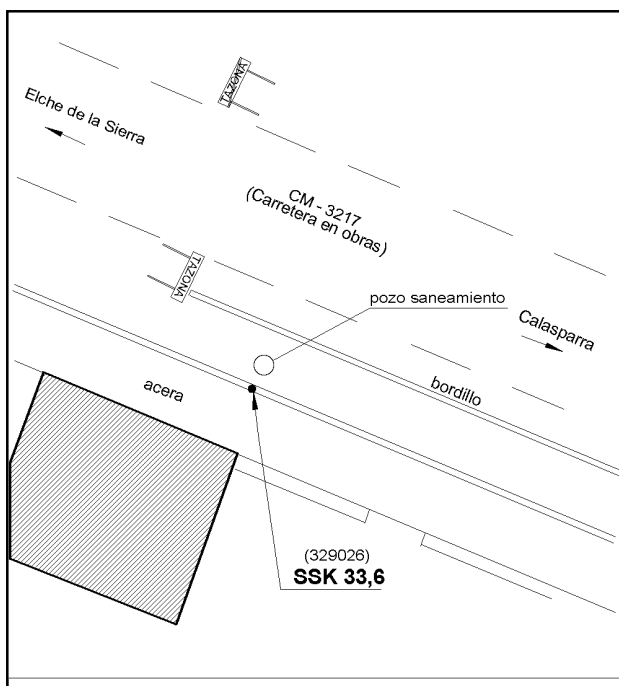 TAZONA
Elche de la Sierra
CM - 3217
(Carretera en obras)
TAZONA
pozo saneamiento
Calasparra
bordillo
acera
(329026)
SSK 33,6